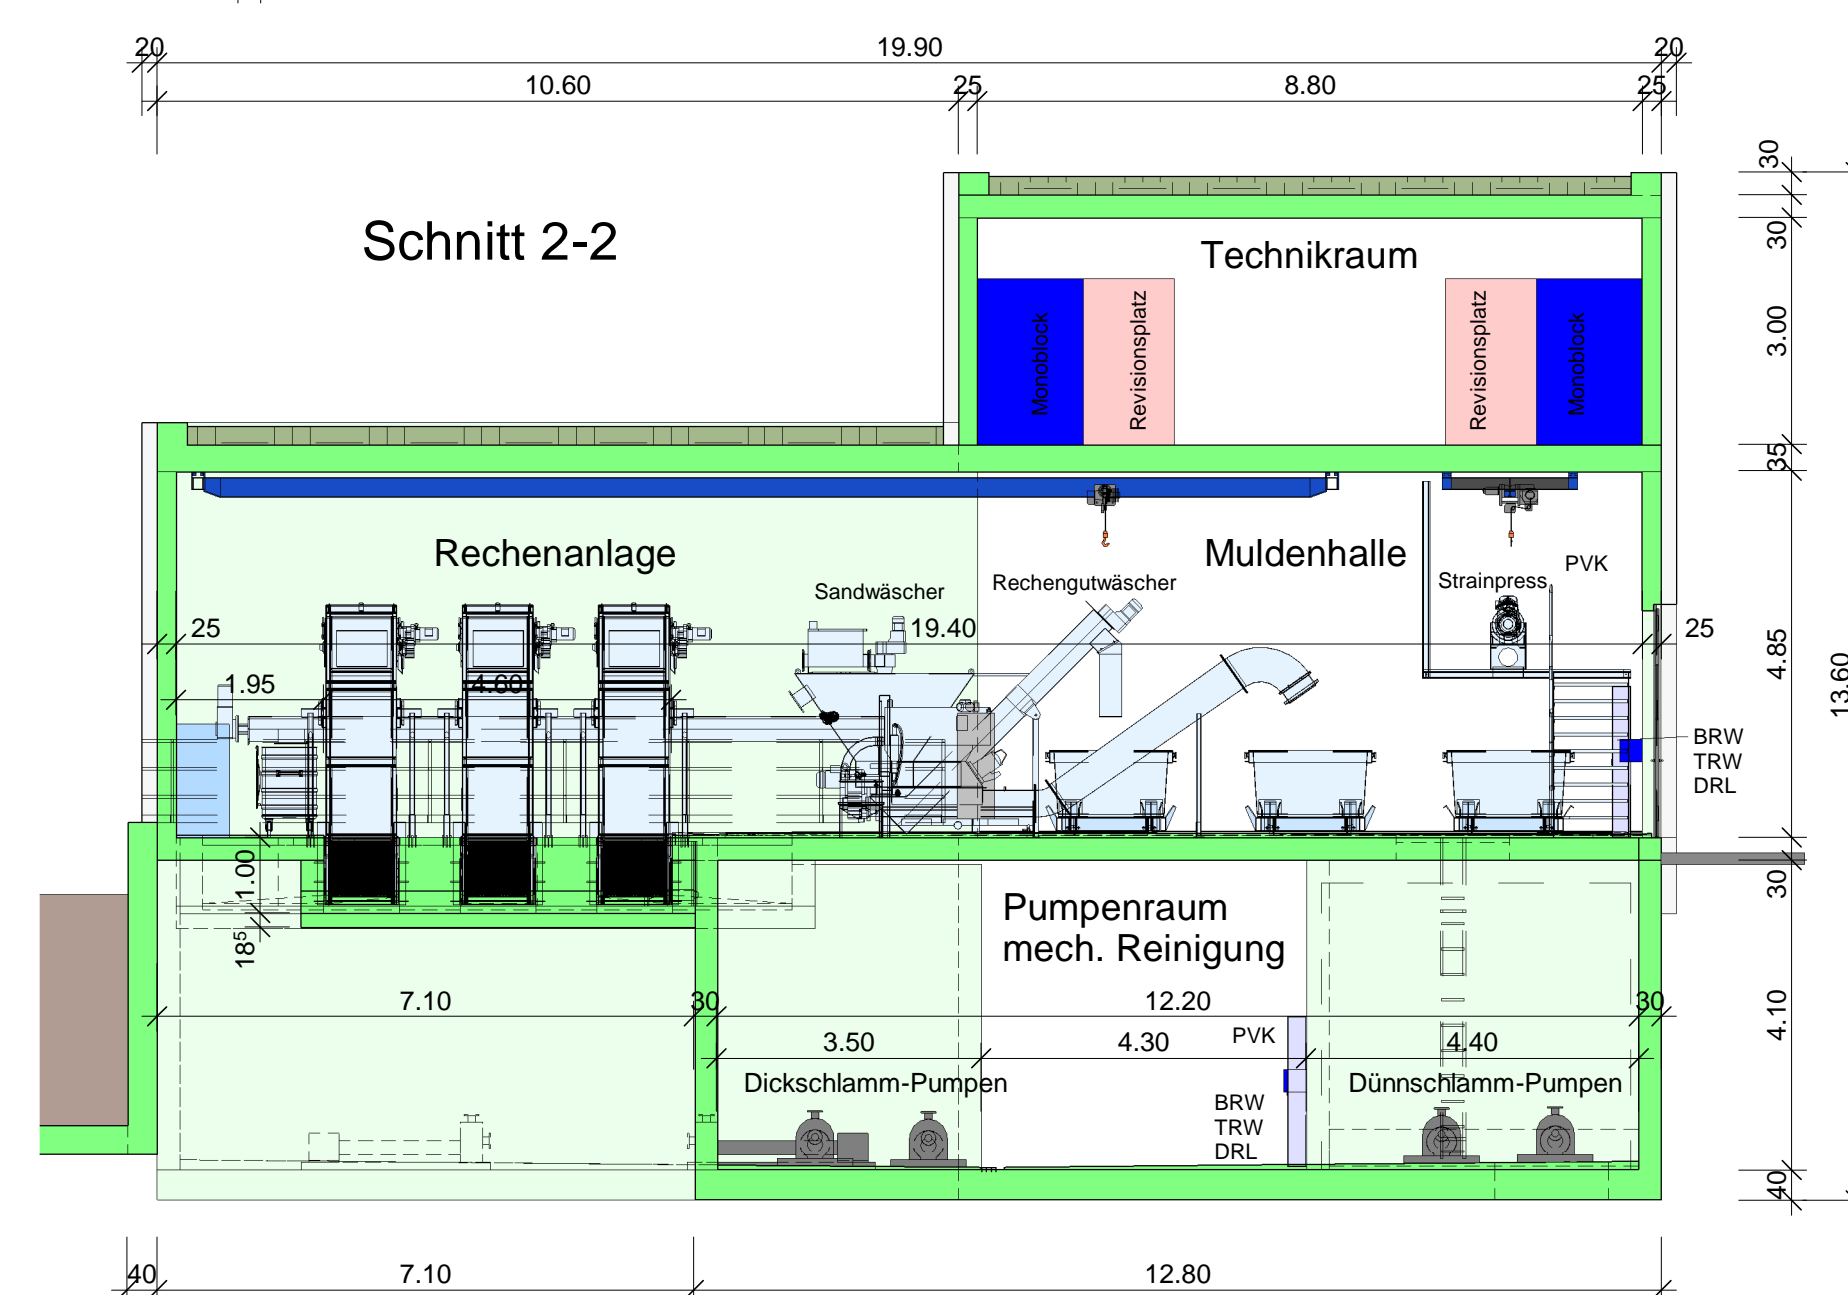 20 19.90 20
10.60 25 8.80 25
30
Schnitt 2-2
Technikraum
30
Monoblock
Revisionsplatz
Revisionsplatz
Monoblock
3.00
35
Rechenanlage
Muldenhalle
Sandwäscher
Rechengutwäscher
Strainpress
PVK
25 19.40 25
4.85
13.60
1.95 4.60
BRW
TRW
DRL
1.00
18⁵
30
Pumpenraum
mech. Reinigung
7.10 30 12.20 30
4.10
3.50 4.30 4.40
PVK
Dickschlamm-Pumpen
Dünnschlamm-Pumpen
BRW
TRW
DRL
40
40 7.10 12.80